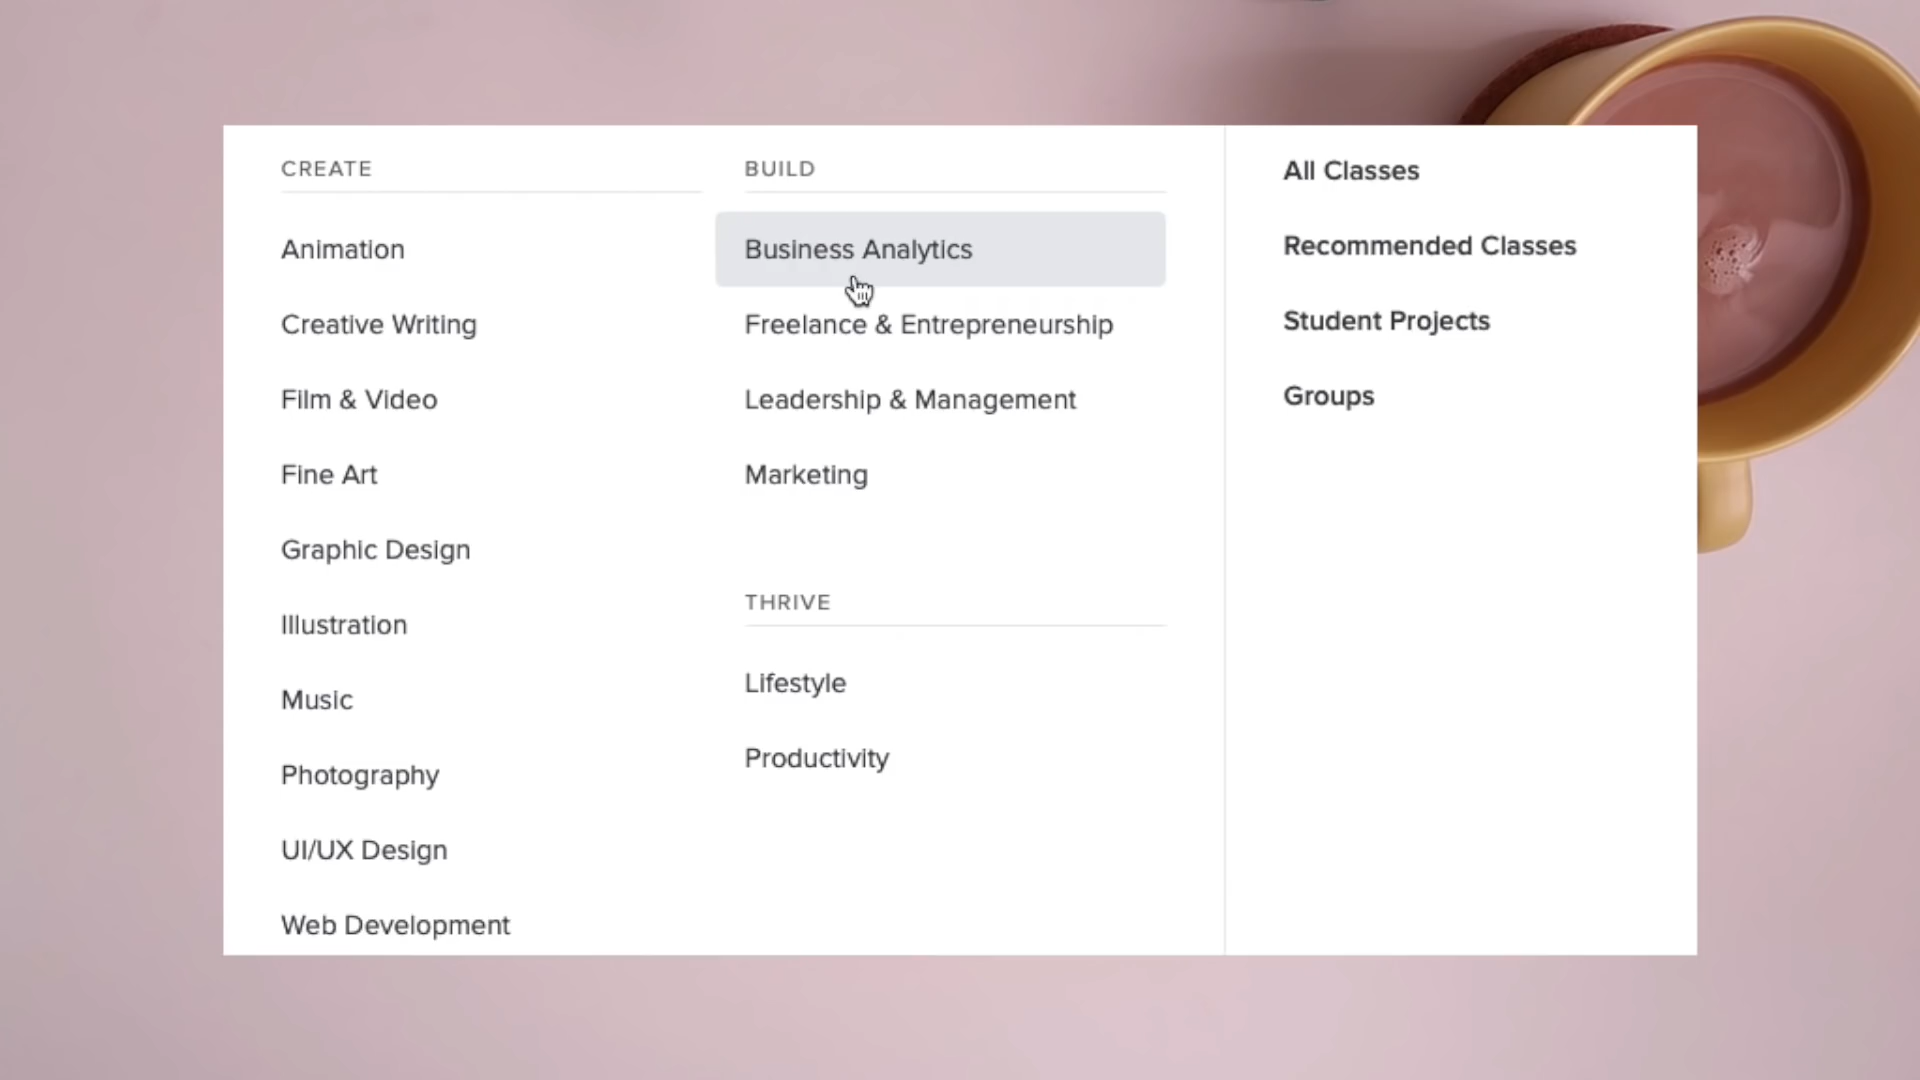 CREATE
Animation
Creative Writing
Film & Video
Fine Art
Graphic Design
Illustration
Music
Photography
UI/UX Design
Web Development
BUILD
Business Analytics
Freelance & Entrepreneurship
Leadership & Management
Marketing
THRIVE
Lifestyle
Productivity
All Classes
Recommended Classes
Student Projects
Groups